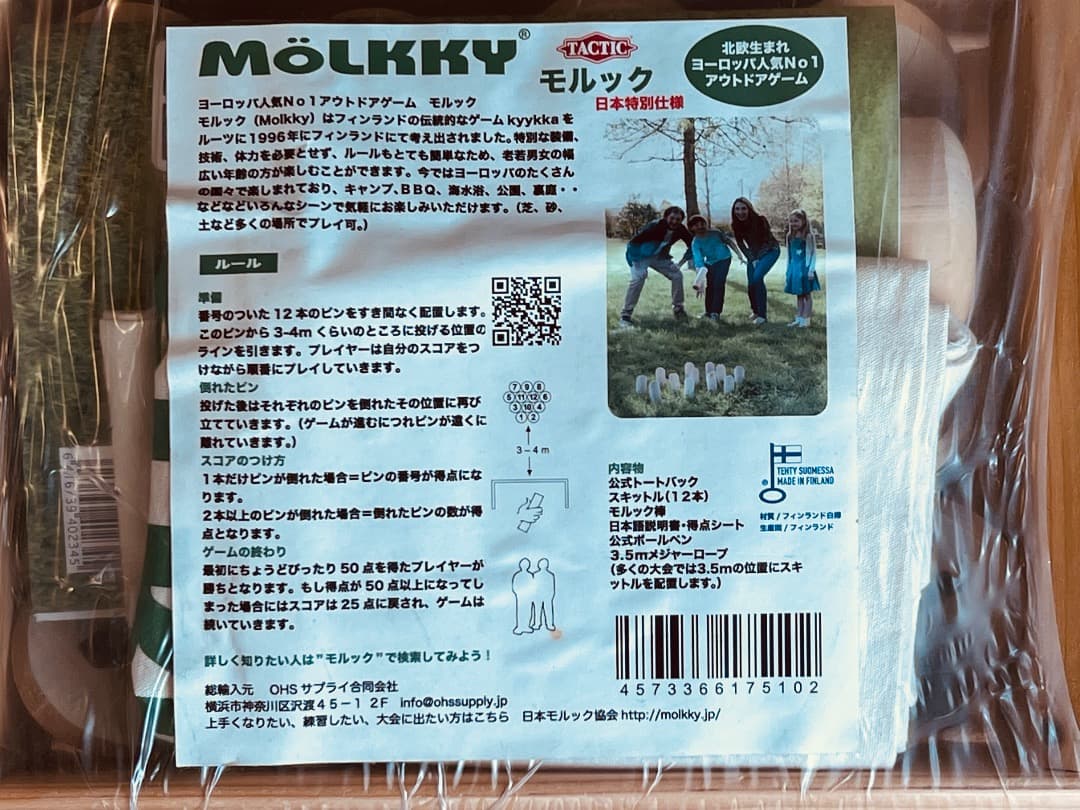 MöLKKY®
TACTIC
モルック
日本特別仕様
北欧生まれ
ヨーロッパ人気No1
アウトドアゲーム
ヨーロッパ人気No1アウトドアゲーム モルック
モルック（Molkky）はフィンランドの伝統的なゲームkyykkaを
ルーツに1996年にフィンランドにて考え出されました。特別な装備、
技術、体力を必要とせず、ルールもとても簡単なため、老若男女の幅
広い年齢の方が楽しむことができます。今ではヨーロッパのたくさん
の国々で楽しまれており、キャンプ、BBQ、海水浴、公園、裏庭・・
などなどいろんなシーンで気軽にお楽しみいただけます。（芝、砂、
土など多くの場所でプレイ可。）
ルール
準備
番号のついた12本のピンをすき間なく配置します。
このピンから3-4mくらいのところに投げる位置の
ラインを引きます。プレイヤーは自分のスコアをつ
けながら順番にプレイしていきます。
倒れたピン
投げた後はそれぞれのピンを倒れたその位置に再び
立てていきます。（ゲームが進むにつれピンが遠くに
離れていきます。）
スコアのつけ方
1本だけピンが倒れた場合＝ピンの番号が得点にな
ります。
2本以上のピンが倒れた場合＝倒れたピンの数が得
点となります。
ゲームの終わり
最初にちょうどぴったり50点を得たプレイヤーが
勝ちとなります。もし得点が50点以上になってし
まった場合にはスコアは25点に戻され、ゲームは
続いていきます。
詳しく知りたい人は"モルック"で検索してみよう！
総輸入元 OHSサプライ合同会社
横浜市神奈川区沢渡45-1 2F info@ohssupply.jp
上手くなりたい、練習したい、大会に出たい方はこちら 日本モルック協会 http://molkky.jp/
7 9 8
5 11 12 6
3 10 4
1 2
3-4m
内容物
公式トートバック
スキットル（12本）
モルック棒
日本語説明書・得点シート
公式ボールペン
3.5mメジャーロープ
（多くの大会では3.5mの位置にスキ
ットルを配置します。）
TEHTY SUOMESSA
MADE IN FINLAND
材質/フィンランド白樺
生産国/フィンランド
4573366175102